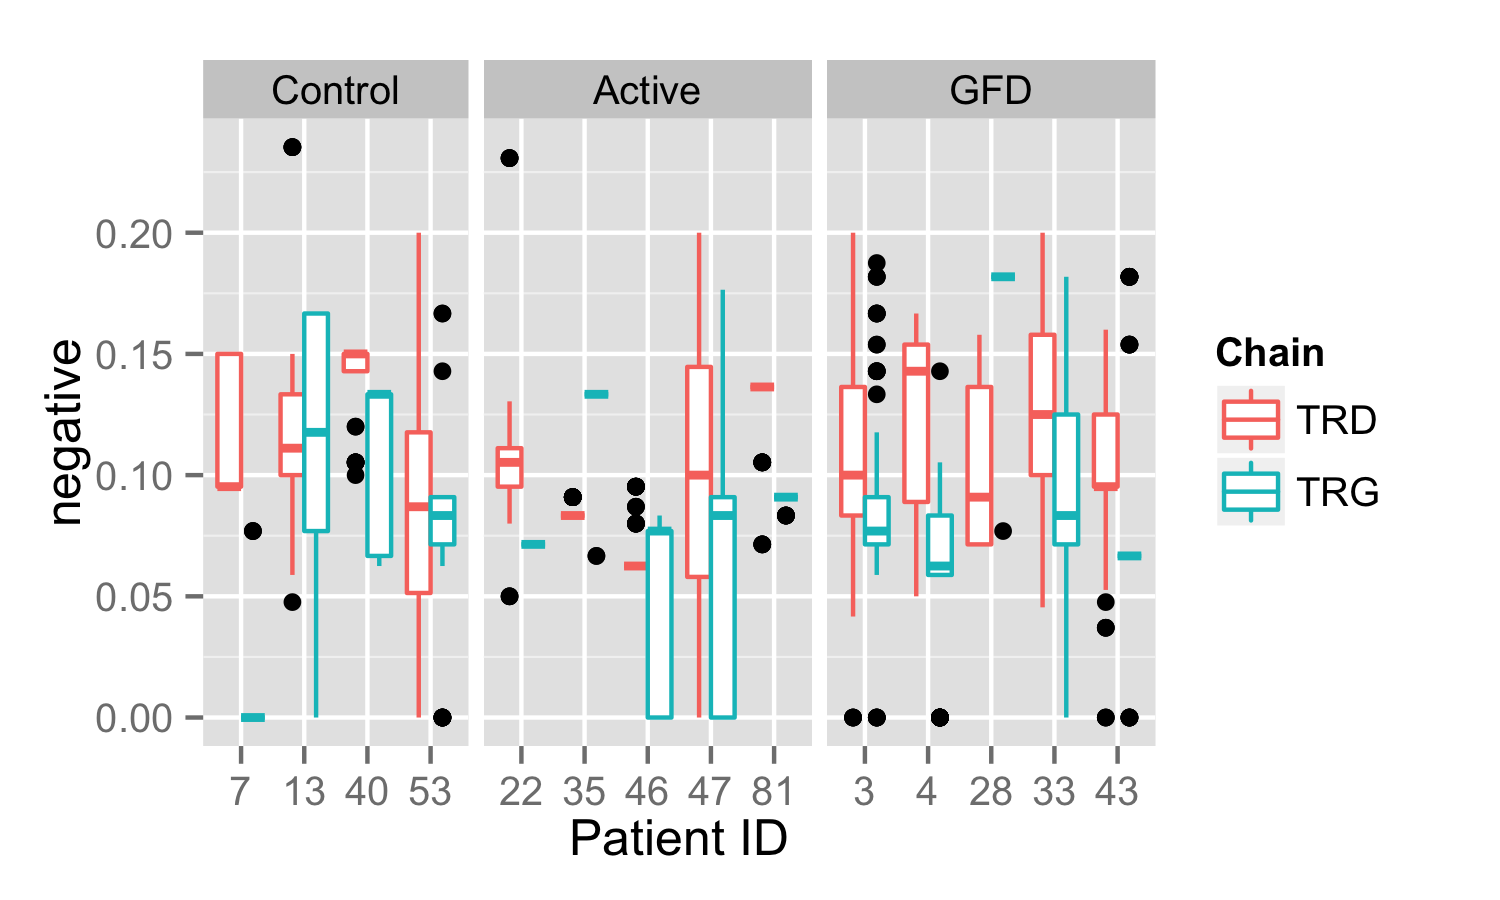 Control Active GFD
negative
0.20
0.15
0.10
0.05
0.00
7 13 40 53 22 35 46 47 81 3 4 28 33 43
Patient ID
Chain
TRD
TRG